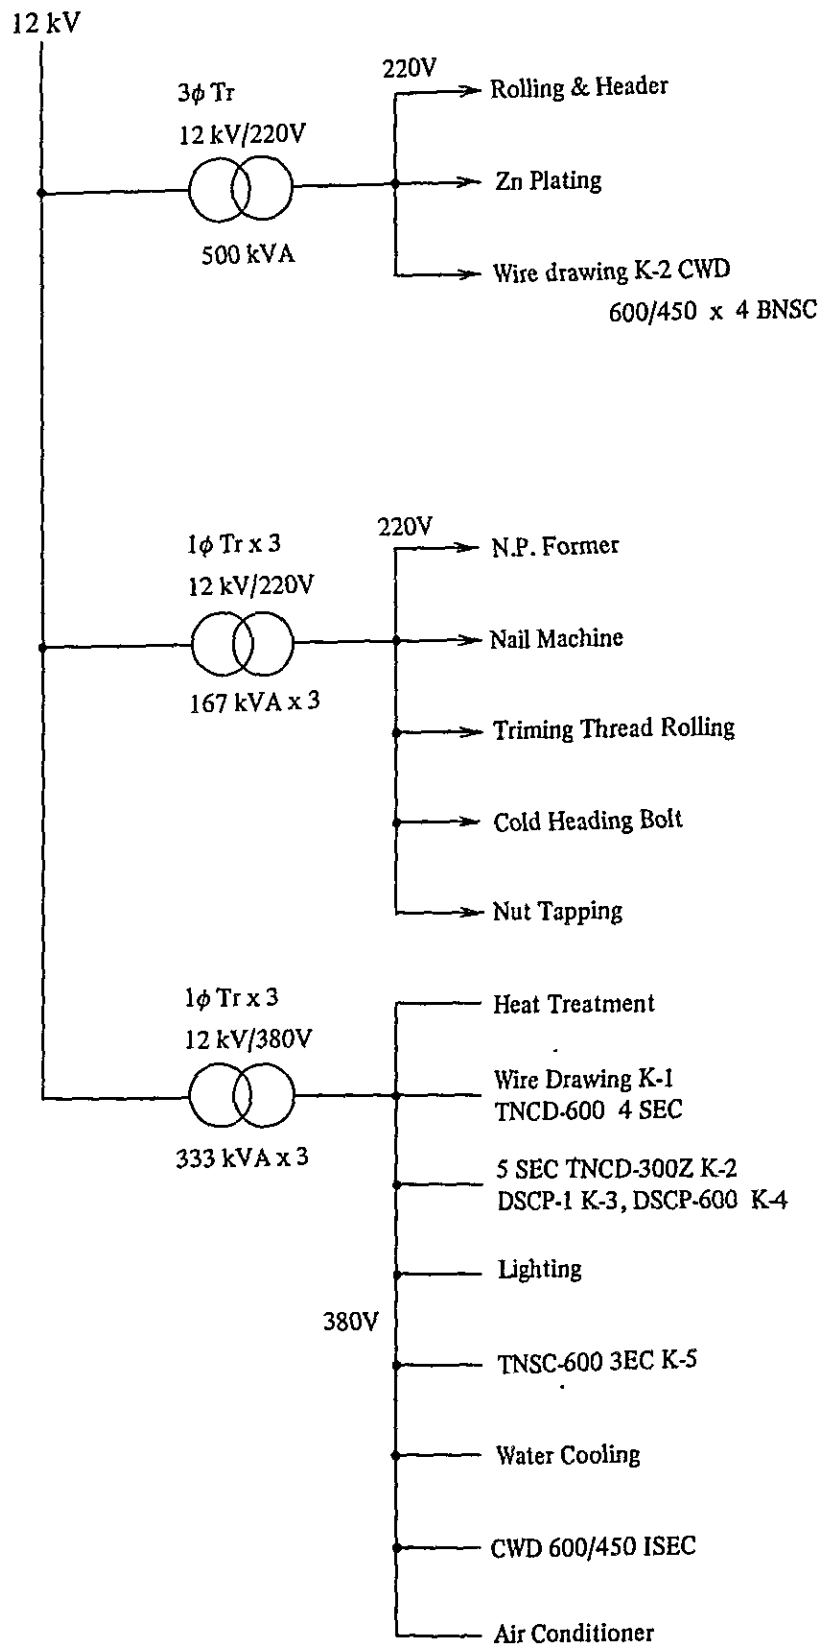 12 kV
3ϕ Tr
12 kV/220V
500 kVA
220V
Rolling & Header
Zn Plating
Wire drawing K-2 CWD
600/450 x 4 BNSC
1ϕ Tr x 3
12 kV/220V
167 kVA x 3
220V
N.P. Former
Nail Machine
Triming Thread Rolling
Cold Heading Bolt
Nut Tapping
1ϕ Tr x 3
12 kV/380V
333 kVA x 3
380V
Heat Treatment
Wire Drawing K-1
TNCD-600 4 SEC
5 SEC TNCD-300Z K-2
DSCP-1 K-3, DSCP-600 K-4
Lighting
TNSC-600 3EC K-5
Water Cooling
CWD 600/450 ISEC
Air Conditioner